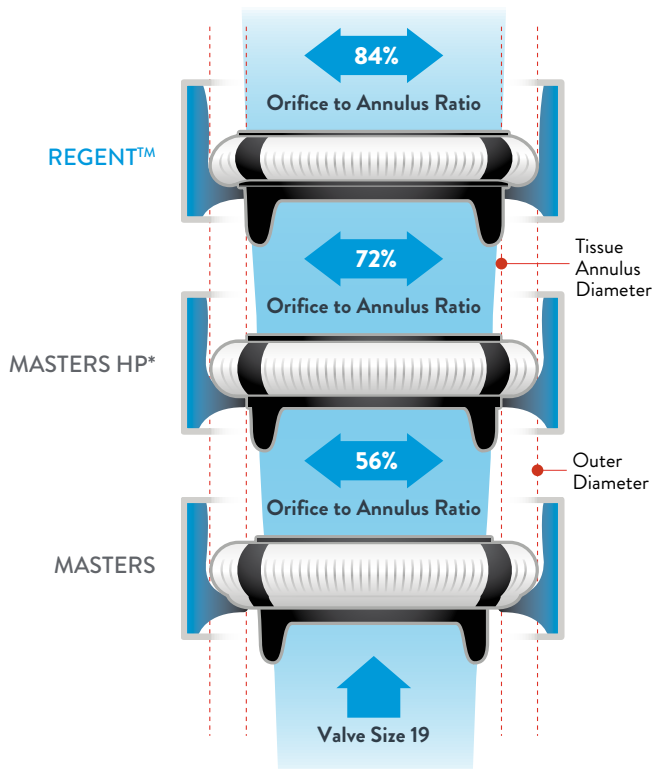 84%
Orifice to Annulus Ratio
REGENT™
72%
Orifice to Annulus Ratio
Tissue
Annulus
Diameter
MASTERS HP*
56%
Orifice to Annulus Ratio
Outer
Diameter
MASTERS
Valve Size 19